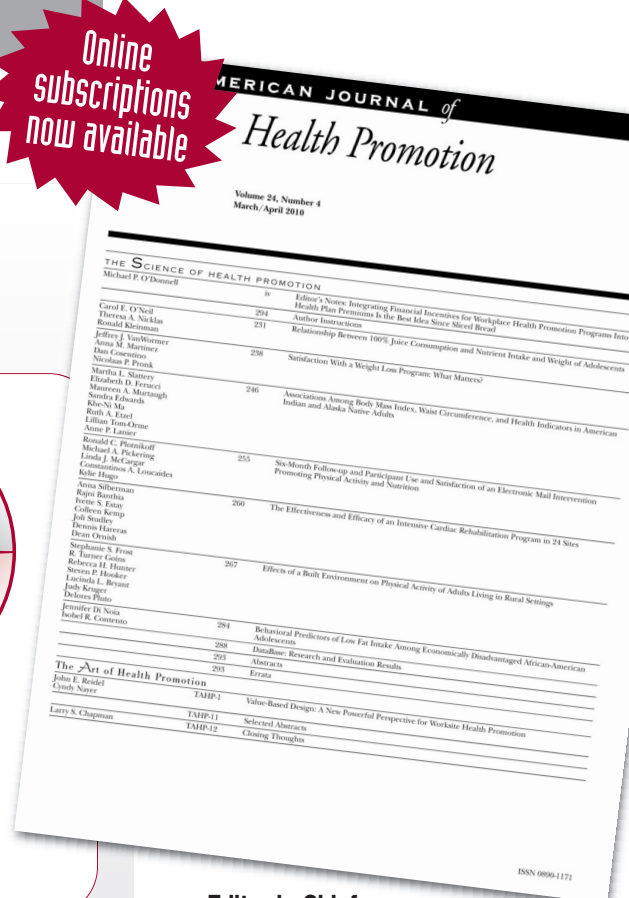 Online
subscriptions
now available
MERICAN JOURNAL of
Health Promotion
Volume 24, Number 4
March/April 2010
THE SCIENCE OF HEALTH PROMOTION
Michael P. O'Donnell iv Editor's Notes: Integrating Financial Incentives for Workplace Health Promotion Programs Into
Health Plan Premiums Is the Best Idea Since Sliced Bread
294 Author Instructions
Carol E. O'Neil 231 Relationship Between 100% Juice Consumption and Nutrient Intake and Weight of Adolescents
Theresa A. Nicklas
Ronald Kleinman
Jeffrey J. VanWormer 238 Satisfaction With a Weight Loss Program: What Matters?
Anna M. Martinez
Dan Cosentino
Nicolaas P. Pronk
Martha L. Slattery 246 Associations Among Body Mass Index, Waist Circumference, and Health Indicators in American
Elizabeth D. Ferucci Indian and Alaska Native Adults
Maureen A. Murtaugh
Sandra Edwards
Khe-Ni Ma
Ruth A. Etzel
Lillian Tom-Orme
Anne P. Lanier
Ronald C. Plotnikoff 255 Six-Month Follow-up and Participant Use and Satisfaction of an Electronic Mail Intervention
Michael A. Pickering Promoting Physical Activity and Nutrition
Linda J. McCargar
Constantinos A. Loucaides
Kylie Hugo
Anna Silberman 260 The Effectiveness and Efficacy of an Intensive Cardiac Rehabilitation Program in 24 Sites
Rajni Banthia
Ivette S. Estay
Colleen Kemp
Joli Studley
Dennis Hareras
Dean Ornish
Stephanie S. Frost 267 Effects of a Built Environment on Physical Activity of Adults Living in Rural Settings
R. Turner Goins
Rebecca H. Hunter
Steven P. Hooker
Lucinda L. Bryant
Judy Kruger
Delores Pluto
Jennifer Di Noia 284 Behavioral Predictors of Low Fat Intake Among Economically Disadvantaged African-American
Isobel R. Contento Adolescents
288 DataBase: Research and Evaluation Results
293 Abstracts
293 Errata
The Art of Health Promotion
John E. Reidel TAHP-1 Value-Based Design: A New Powerful Perspective for Worksite Health Promotion
Cyndy Nayer
TAHP-11 Selected Abstracts
Larry S. Chapman TAHP-12 Closing Thoughts
ISSN 0890-1171